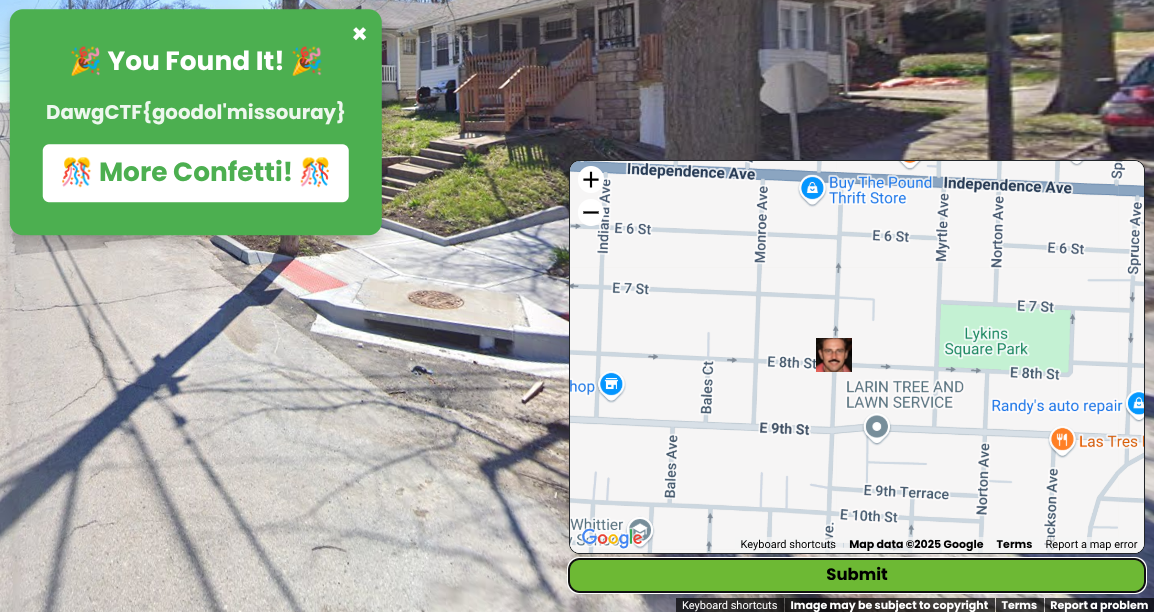 ✖
🎉 You Found It! 🎉
DawgCTF{goodol'missouray}
🎊 More Confetti! 🎊
+
−
Independence Ave
Independence Ave
Buy The Pound
Thrift Store
Indiana Ave
Monroe Ave
Myrtle Ave
Norton Ave
Spruce Ave
Sp
E 6 St
E 6 St
E 6 St
E 7 St
E 7 St
Lykins
Square Park
E 8th St
E 8th St
hop
Bales Ct
LARIN TREE AND
LAWN SERVICE
Randy's auto repair
E 9th St
Las Tres
Bales Ave
Norton Ave
ackson Ave
E 9th Terrace
E 10th St
ve.
Whittier
Google
Keyboard shortcuts
Map data ©2025 Google
Terms
Report a map error
Submit
Keyboard shortcuts
Image may be subject to copyright
Terms
Report a problem